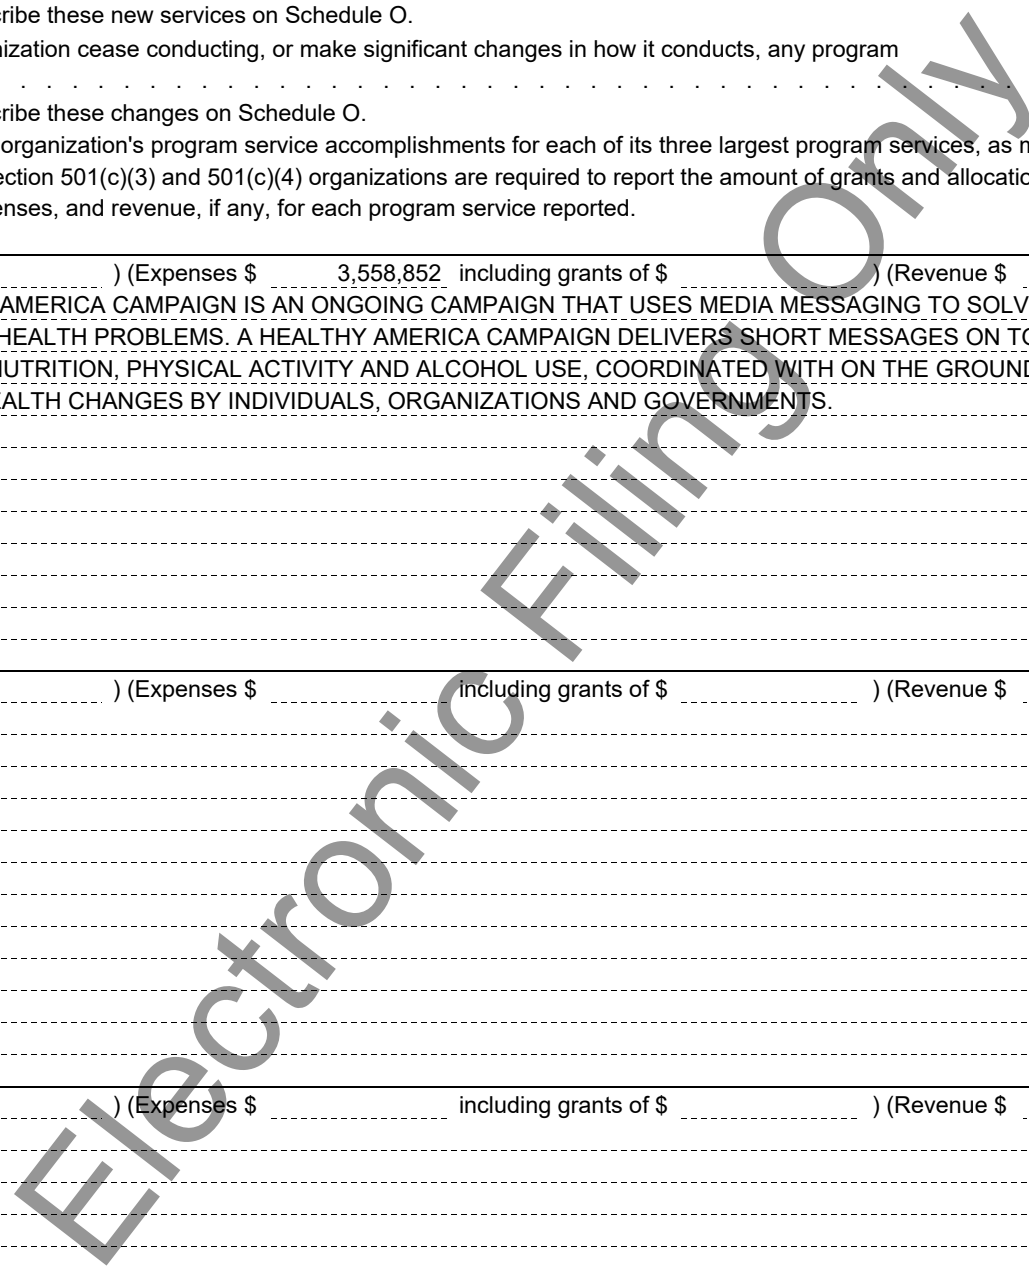 ribe these new services on Schedule O.
nization cease conducting, or make significant changes in how it conducts, any program
. . . . . . . . . . . . . . . . . . . . . . . . . . . . . . . . . . . . . . .
ribe these changes on Schedule O.
organization's program service accomplishments for each of its three largest program services, as m
ection 501(c)(3) and 501(c)(4) organizations are required to report the amount of grants and allocatio
enses, and revenue, if any, for each program service reported.
) (Expenses $ 3,558,852 including grants of $ ) (Revenue $
AMERICA CAMPAIGN IS AN ONGOING CAMPAIGN THAT USES MEDIA MESSAGING TO SOLV
HEALTH PROBLEMS. A HEALTHY AMERICA CAMPAIGN DELIVERS SHORT MESSAGES ON TO
NUTRITION, PHYSICAL ACTIVITY AND ALCOHOL USE, COORDINATED WITH ON THE GROUND
EALTH CHANGES BY INDIVIDUALS, ORGANIZATIONS AND GOVERNMENTS.
) (Expenses $ including grants of $ ) (Revenue $
) (Expenses $ including grants of $ ) (Revenue $
Electronic Filing Only